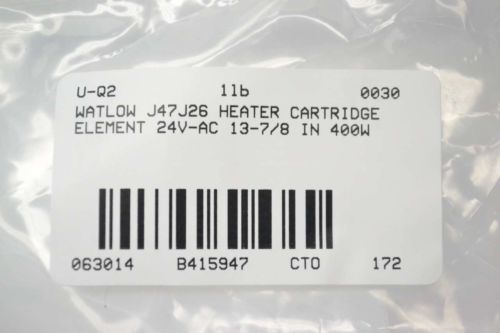 U-Q2 1lb 0030
WATLOW J47J26 HEATER CARTRIDGE
ELEMENT 24V-AC 13-7/8 IN 400W
063014 B415947 CTO 172